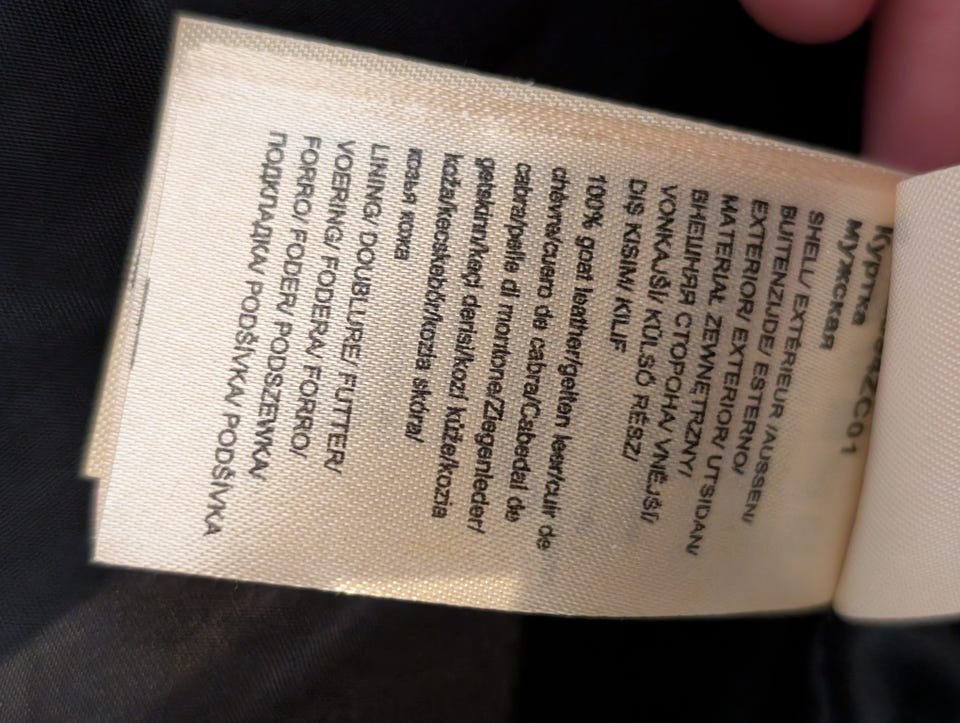 Куртка
мужская
SHELL/ EXTÉRIEUR /AUSSEN/
BUITENZIJDE/ ESTERNO/
EXTERIOR/ EXTERIOR/ UTSIDAN/
MATERIAŁ ZEWNĘTRZNY/
ВНЕШНЯЯ СТОРОНА/ VNĚJŠÍ/
VONKAJŠÍ/ KÜLSŐ RÉSZ/
DIŞ KISIM/ KILIF
100% goat leather/geiten leer/cuir de
chèvre/cuero de cabra/Cabedal de
cabra/pelle di montone/Ziegenleder/
getskinn/keçi derisi/kozí kůže/kozia
koža/kecskebőr/kozia skóra/
козья кожа
LINING/ DOUBLURE/ FUTTER/
VOERING/ FODERA/ FORRO/
FORRO/ FODER/ PODSZEWKA/
ПОДКЛАДКА/ PODŠÍVKA/ PODŠÍVKA